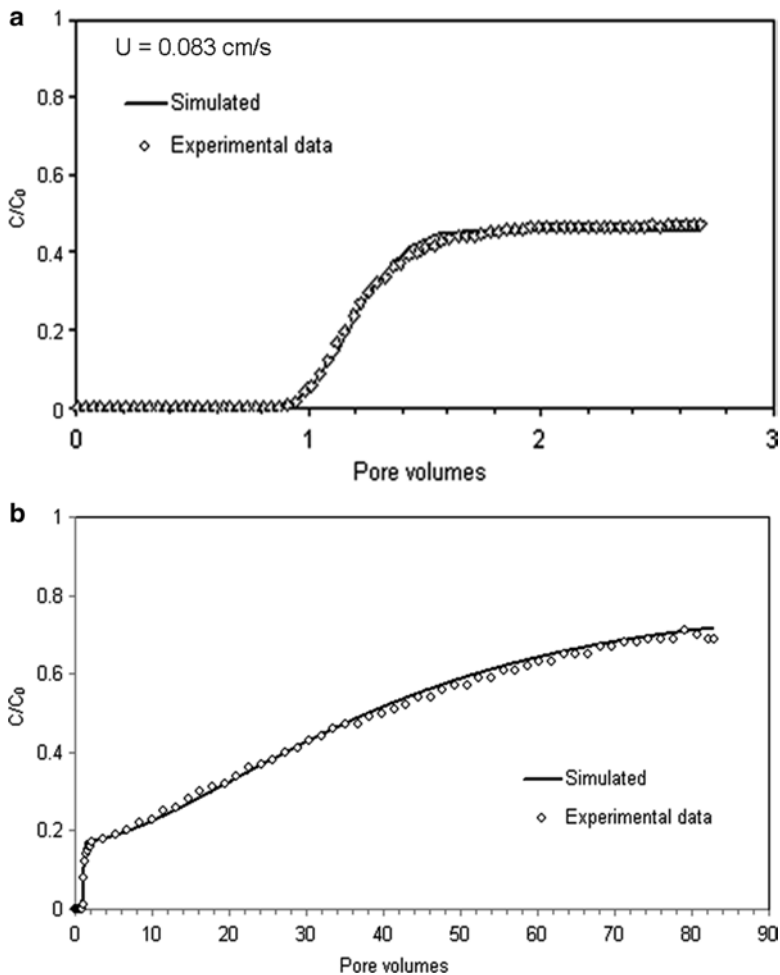 a
U = 0.083 cm/s
Simulated
Experimental data
C/C₀
1
0.8
0.6
0.4
0.2
0
0 1 2 3
Pore volumes
b
C/C₀
1
0.8
0.6
0.4
0.2
0
Simulated
Experimental data
0 10 20 30 40 50 60 70 80 90
Pore volumes